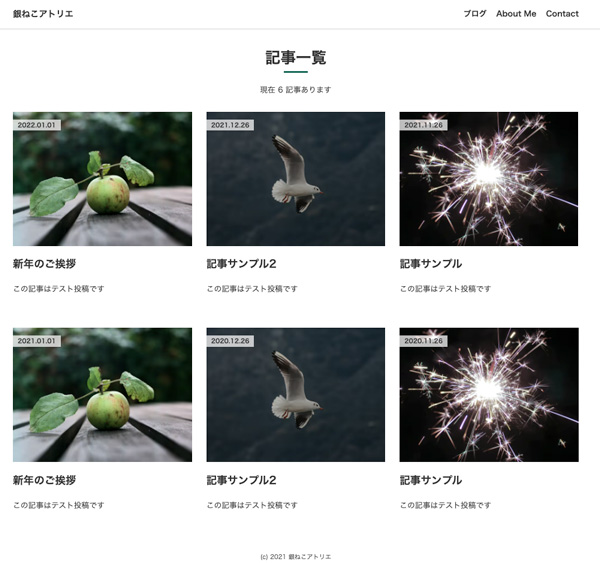 銀ねこアトリエ
ブログ About Me Contact
記事一覧
現在 6 記事あります
2022.01.01
2021.12.26
2021.11.26
新年のご挨拶
記事サンプル2
記事サンプル
この記事はテスト投稿です
この記事はテスト投稿です
この記事はテスト投稿です
2021.01.01
2020.12.26
2020.11.26
新年のご挨拶
記事サンプル2
記事サンプル
この記事はテスト投稿です
この記事はテスト投稿です
この記事はテスト投稿です
(c) 2021 銀ねこアトリエ